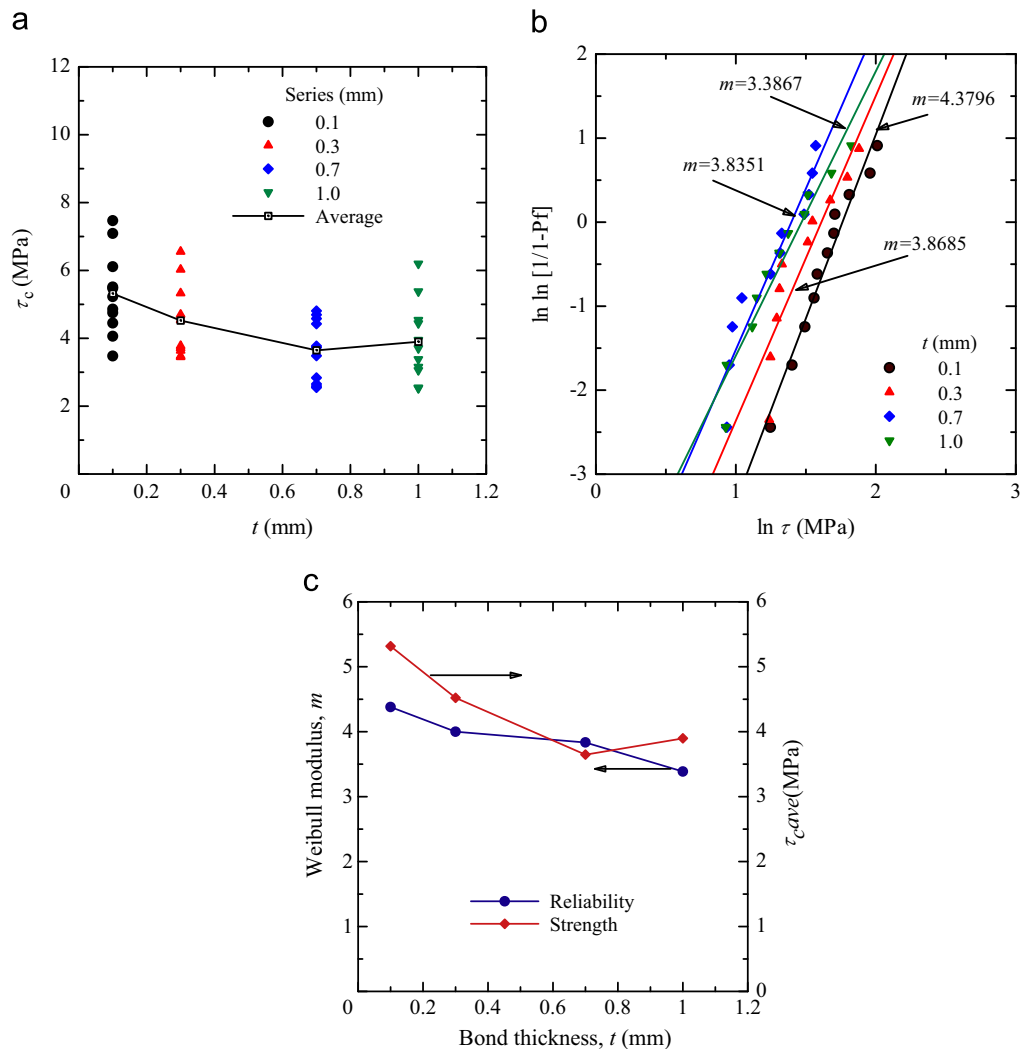 a
12
10
8
6
4
2
0
τc (MPa)
Series (mm)
0.1
0.3
0.7
1.0
Average
0.2 0.4 0.6 0.8 1 1.2
t (mm)
b
2
1
0
-1
-2
-3
ln ln [1/1-Pf]
m=3.3867
m=4.3796
m=3.8351
m=3.8685
t (mm)
0.1
0.3
0.7
1.0
0 1 2 3
ln τ (MPa)
c
6
5
4
3
2
1
0
Weibull modulus, m
Reliability
Strength
6
5
4
3
2
1
0
τcave(MPa)
0.2 0.4 0.6 0.8 1 1.2
Bond thickness, t (mm)